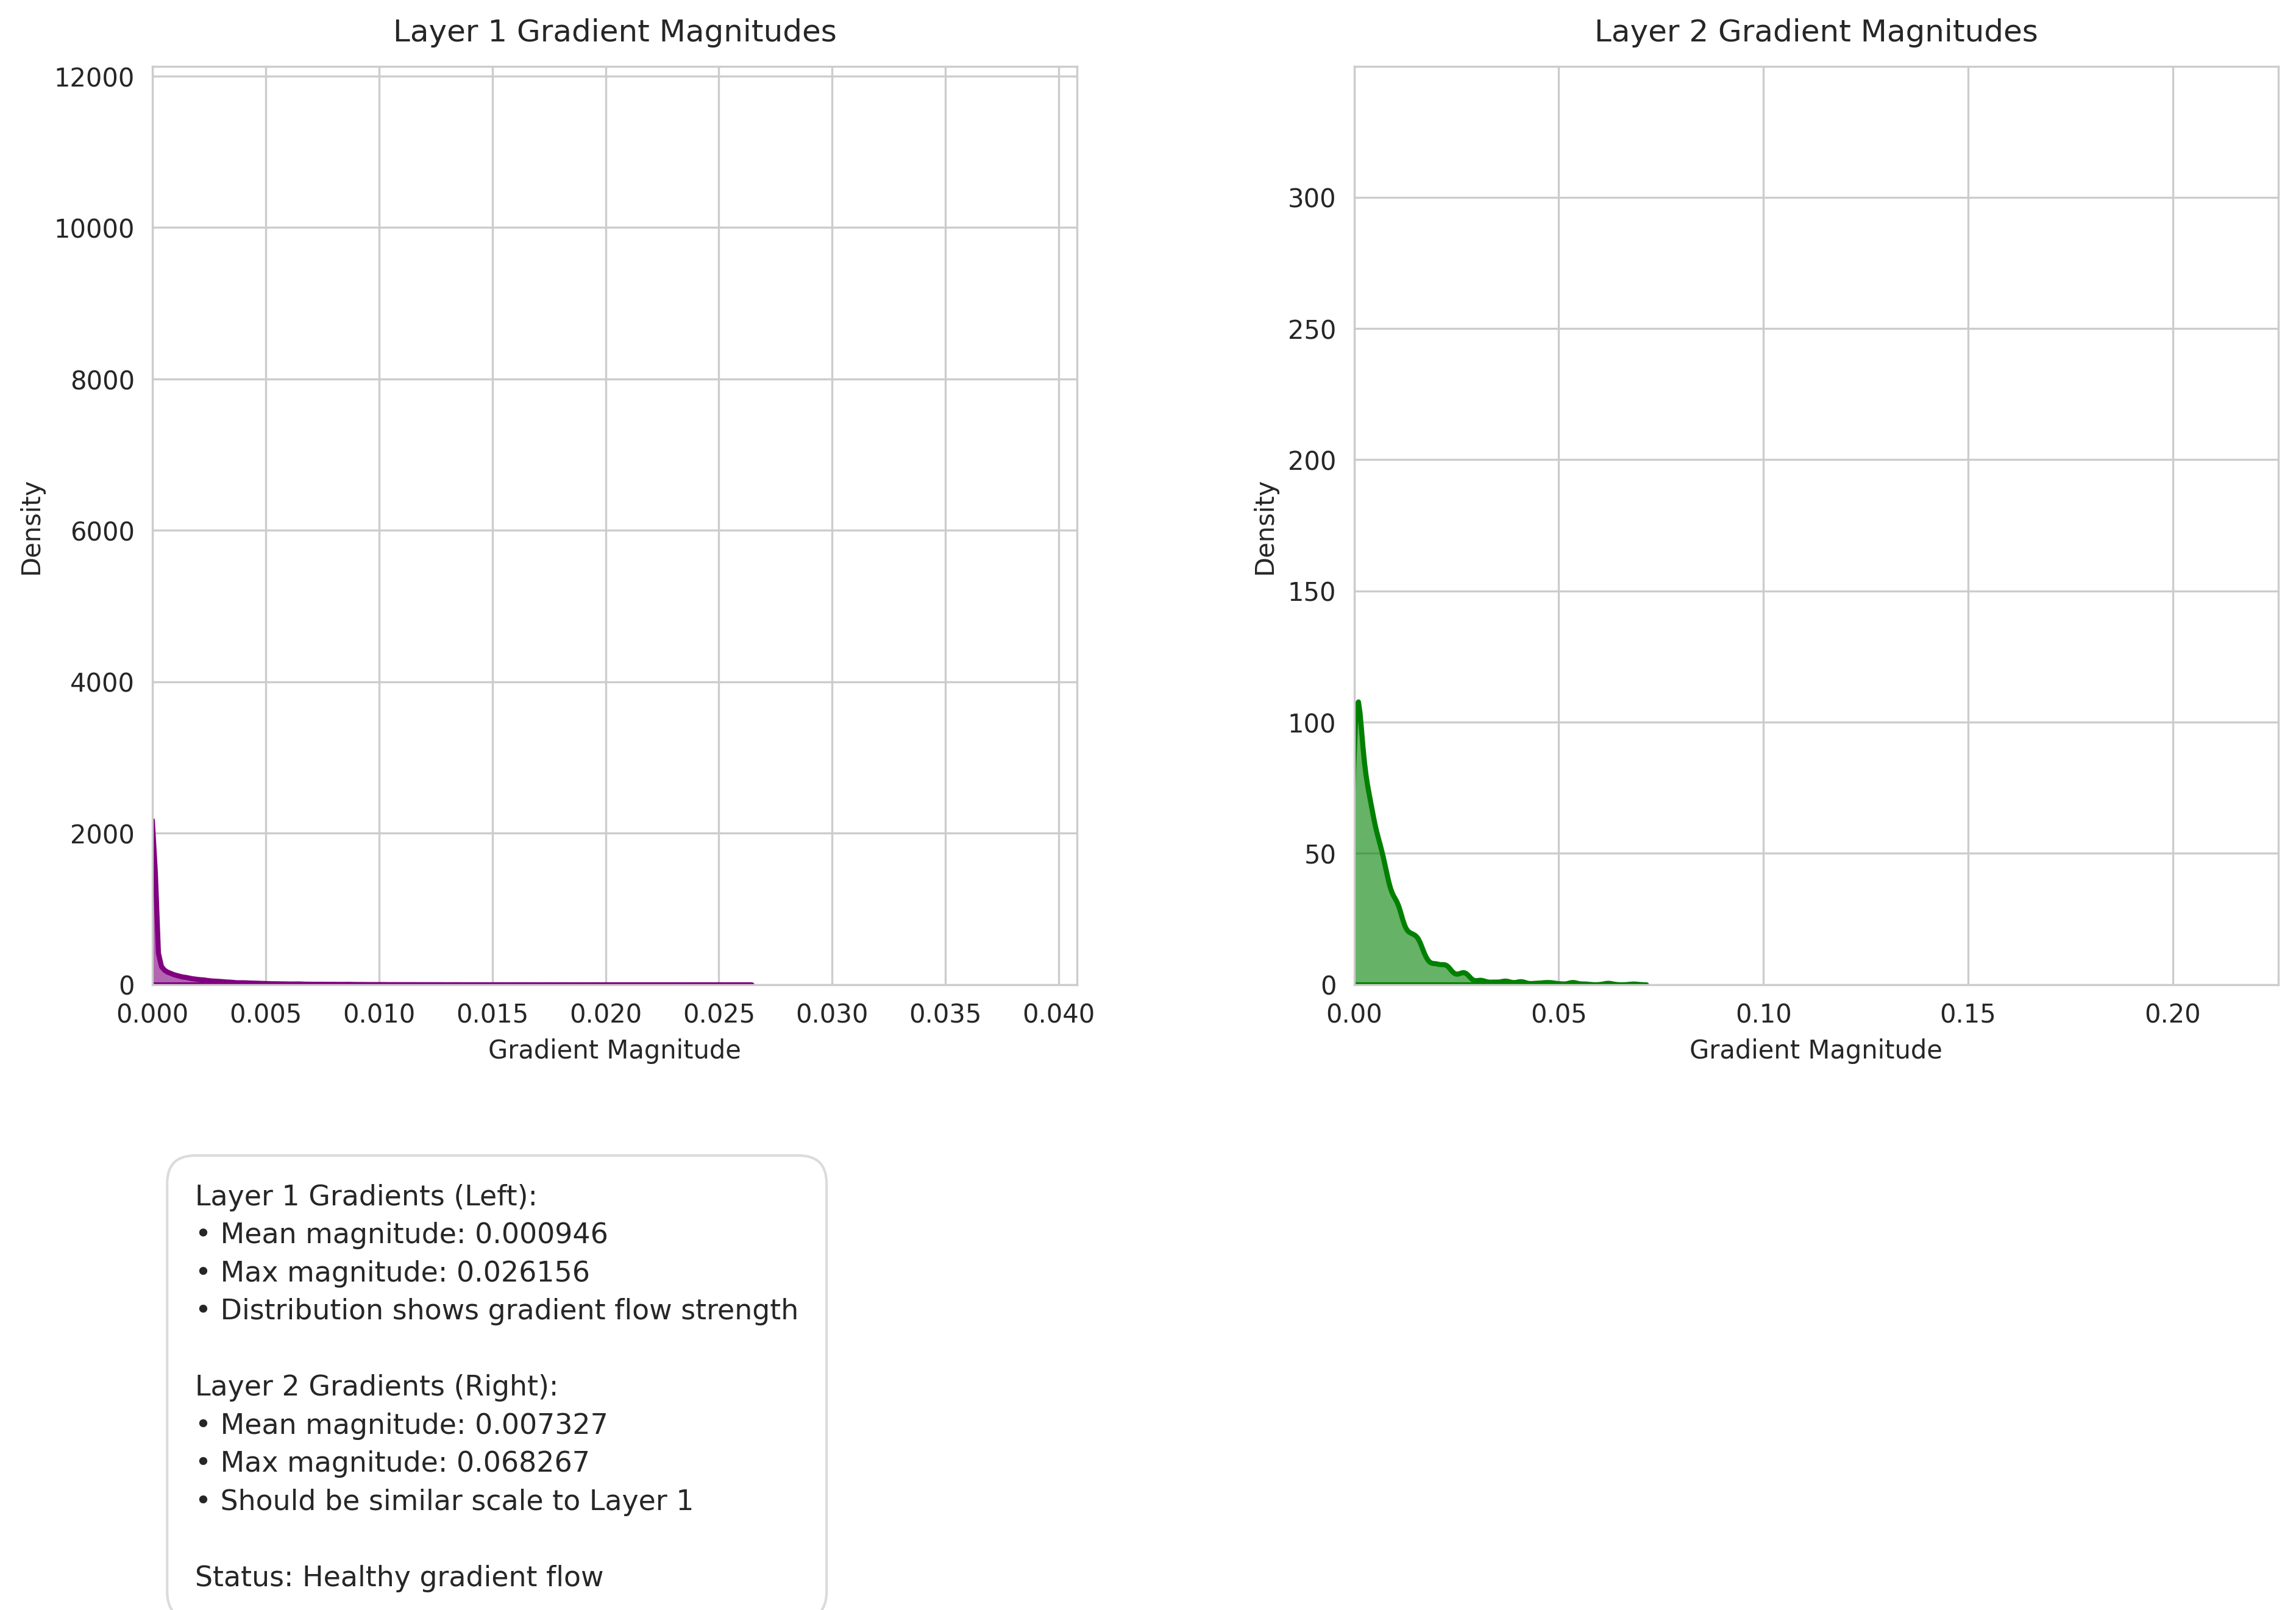 Layer 1 Gradient Magnitudes
12000
10000
8000
6000
4000
2000
0
Density
0.000 0.005 0.010 0.015 0.020 0.025 0.030 0.035 0.040
Gradient Magnitude
Layer 2 Gradient Magnitudes
300
250
200
150
100
50
0
Density
0.00 0.05 0.10 0.15 0.20
Gradient Magnitude
Layer 1 Gradients (Left):
• Mean magnitude: 0.000946
• Max magnitude: 0.026156
• Distribution shows gradient flow strength
Layer 2 Gradients (Right):
• Mean magnitude: 0.007327
• Max magnitude: 0.068267
• Should be similar scale to Layer 1
Status: Healthy gradient flow